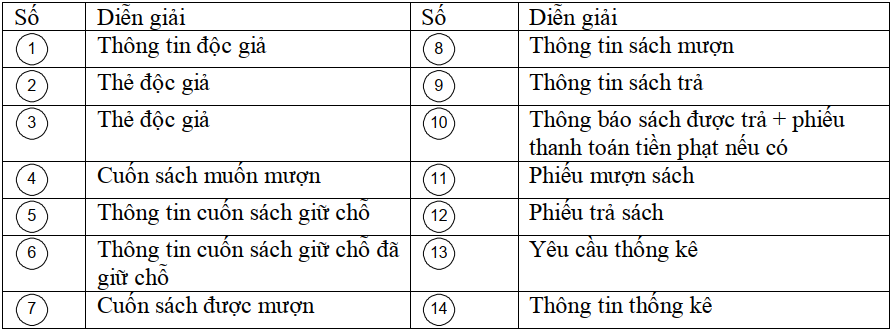 Số Diễn giải Số Diễn giải
1 Thông tin độc giả 8 Thông tin sách mượn
2 Thẻ độc giả 9 Thông tin sách trả
3 Thẻ độc giả 10 Thông báo sách được trả + phiếu
thanh toán tiền phạt nếu có
4 Cuốn sách muốn mượn 11 Phiếu mượn sách
5 Thông tin cuốn sách giữ chỗ 12 Phiếu trả sách
6 Thông tin cuốn sách giữ chỗ đã 13 Yêu cầu thống kê
giữ chỗ
7 Cuốn sách được mượn 14 Thông tin thống kê